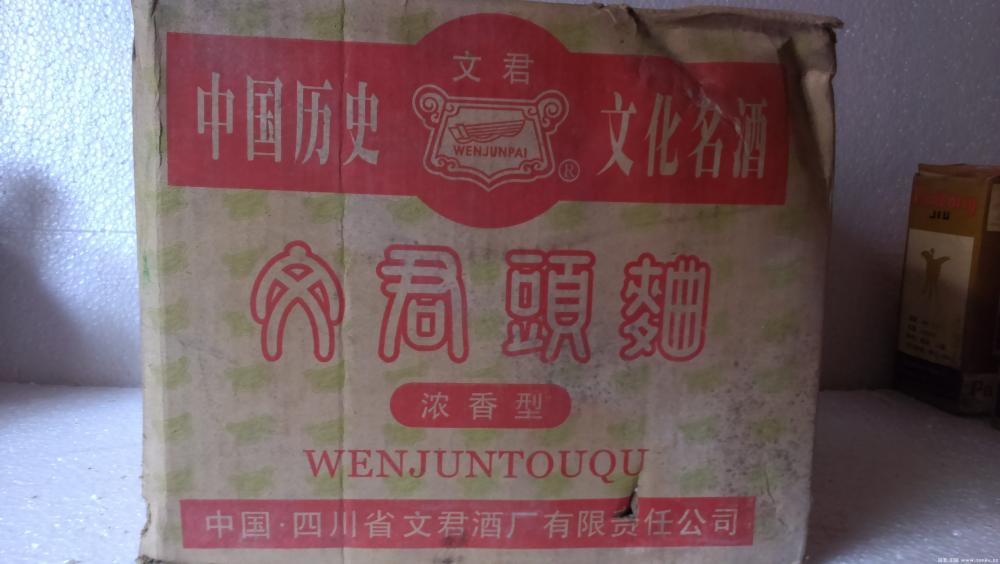 文君
中国历史
WENJUNPAI
®
文化名酒
文君頭麯
浓香型
WENJUNTOUQU
中国·四川省文君酒厂有限责任公司
JIU